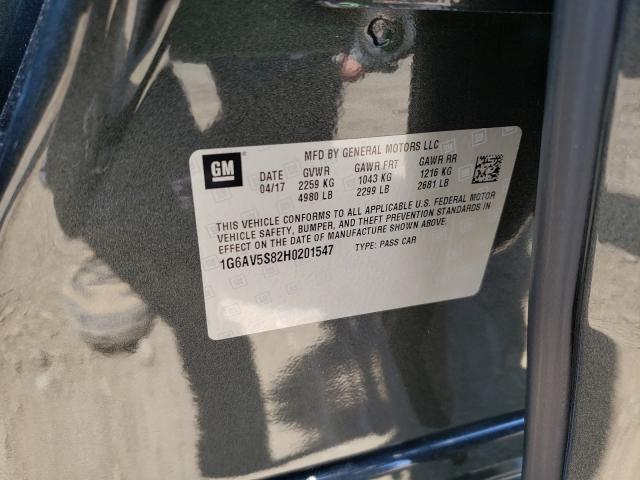 GM
MFD BY GENERAL MOTORS LLC
DATE GVWR GAWR FRT GAWR RR
04/17 2259 KG 1043 KG 1216 KG
4980 LB 2299 LB 2681 LB
THIS VEHICLE CONFORMS TO ALL APPLICABLE U.S. FEDERAL MOTOR
VEHICLE SAFETY, BUMPER, AND THEFT PREVENTION STANDARDS IN
EFFECT ON THE DATE OF MANUFACTURE SHOWN ABOVE.
1G6AV5S82H0201547 TYPE: PASS CAR